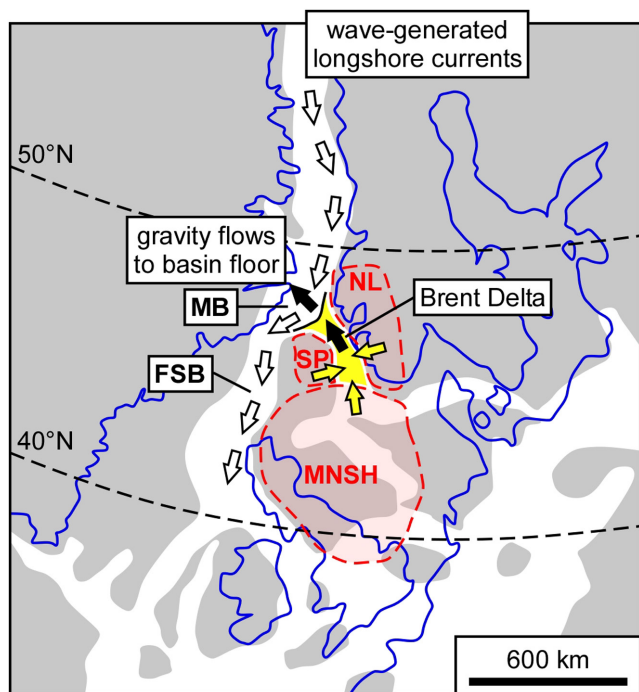 wave-generated
longshore currents
50°N
gravity flows
to basin floor
NL
MB
Brent Delta
SP
FSB
40°N
MNSH
600 km